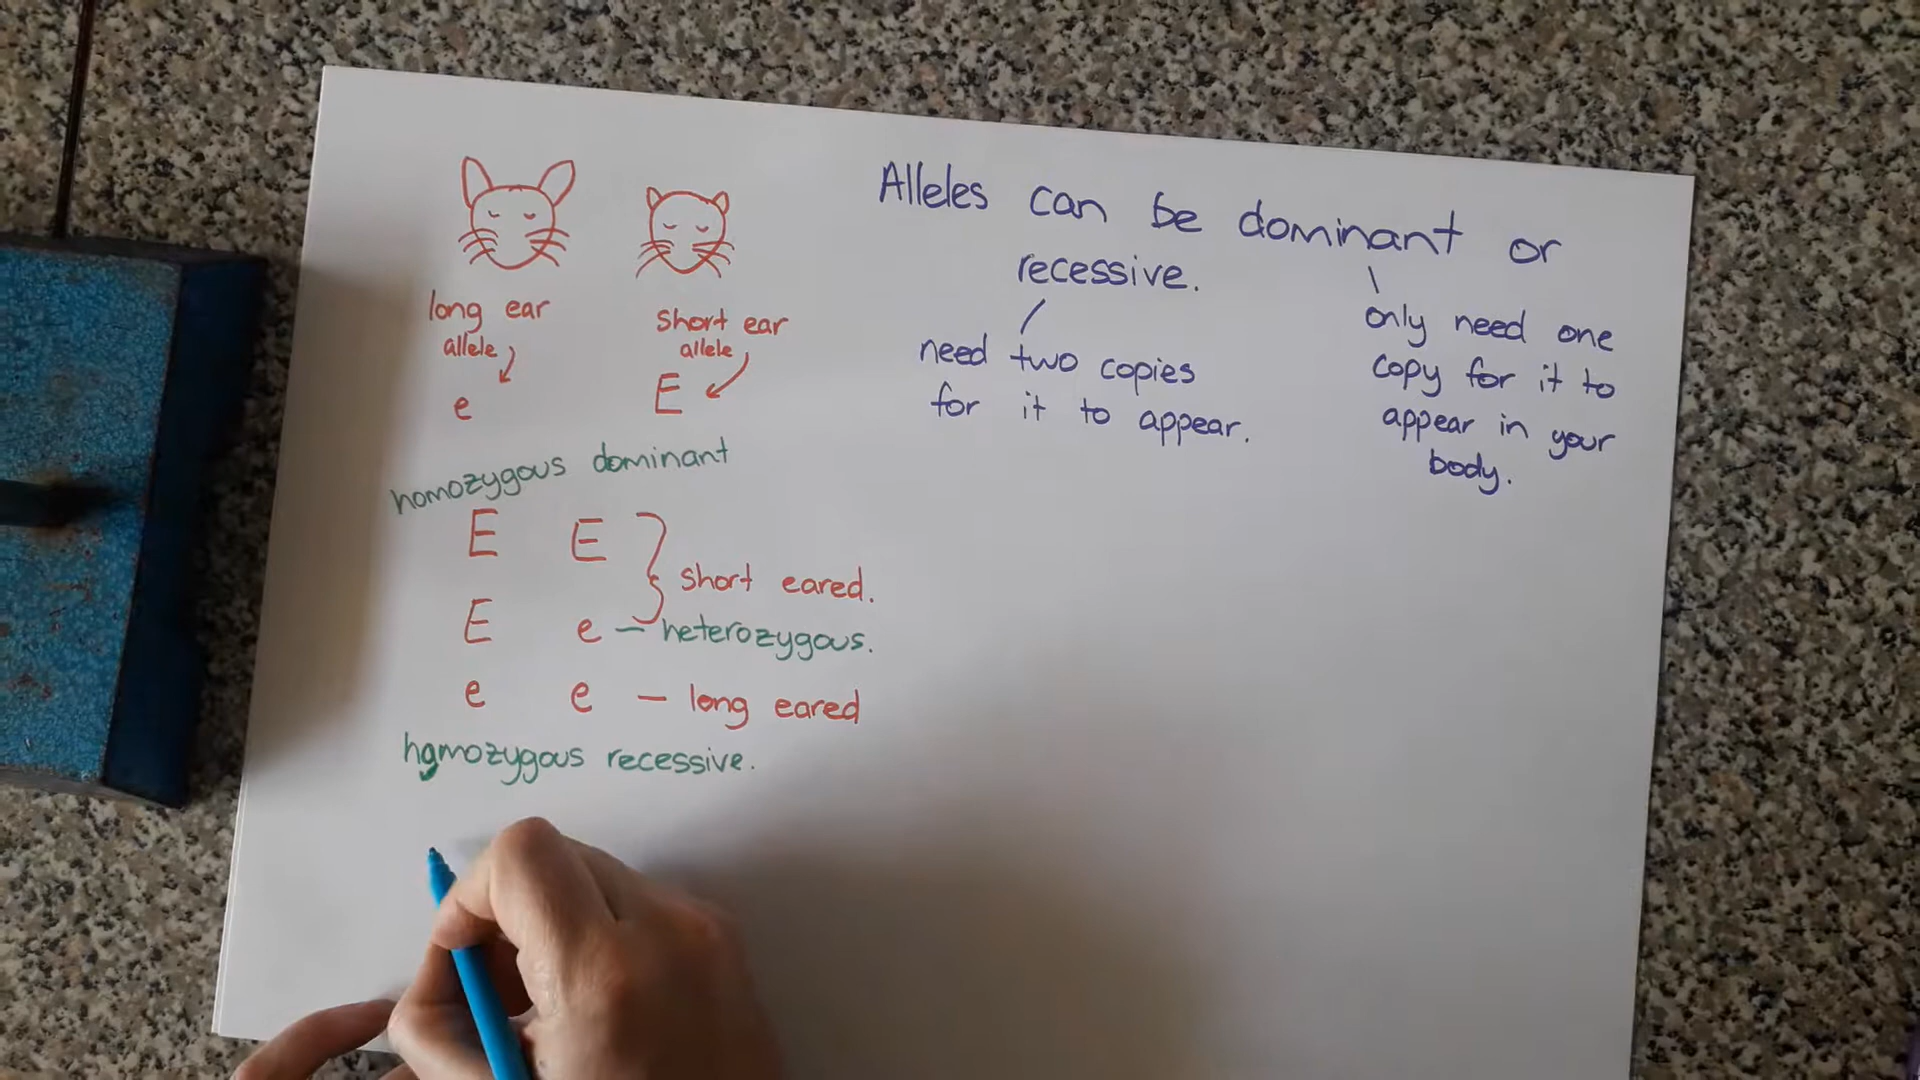 Alleles can be dominant or
recessive.
need two copies
for it to appear.
only need one
copy for it to
appear in your
body.
long ear
allele
e
short ear
allele
E
homozygous dominant
E E
short eared.
E e — heterozygous.
e e — long eared
homozygous recessive.